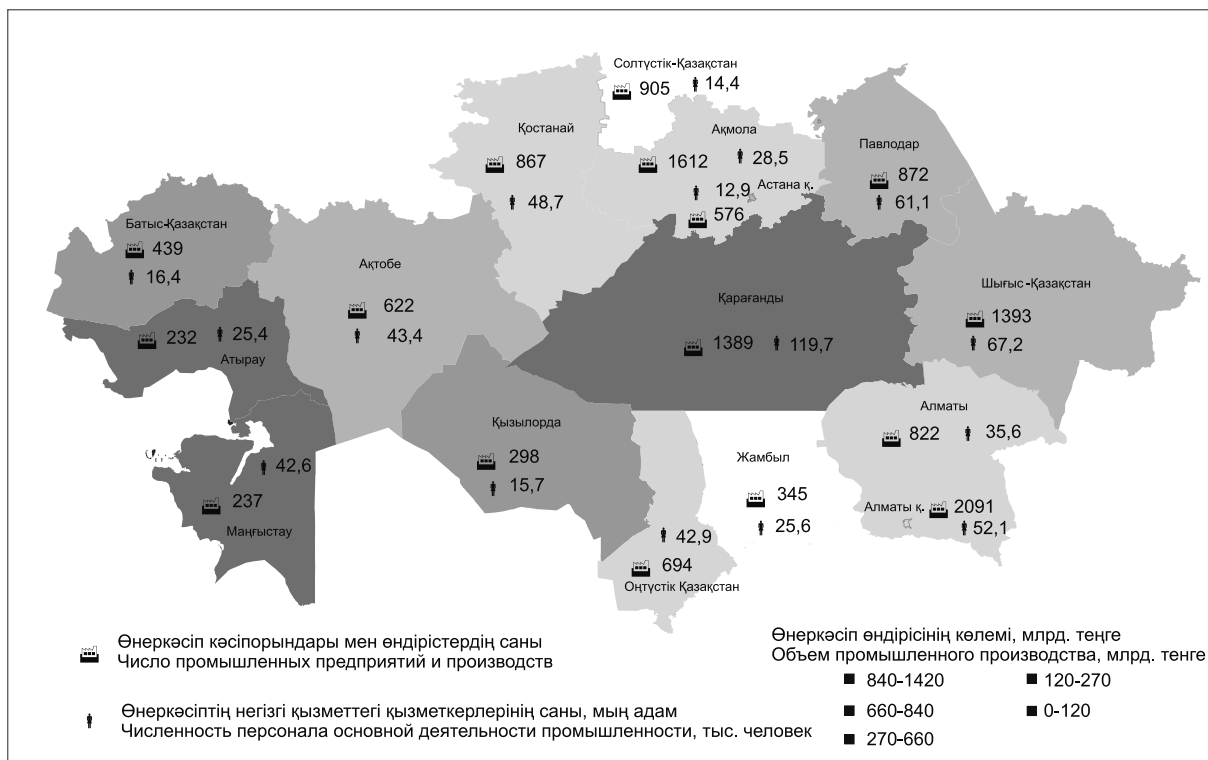 Солтүстік-Қазақстан
905 14,4
Қостанай
867
48,7
Ақмола
1612 28,5
12,9 Астана қ.
576
Павлодар
872
61,1
Батыс-Қазақстан
439
16,4
Ақтобе
622
43,4
Қарағанды
1389 119,7
Шығыс-Қазақстан
1393
67,2
232 25,4
Атырау
Қызылорда
298
15,7
Алматы
822 35,6
Жамбыл
345
25,6
42,6
237
Маңғыстау
Алматы қ. 2091
52,1
42,9
694
Оңтүстік Қазақстан
Өнеркәсіп кәсіпорындары мен өндірістердің саны
Число промышленных предприятий и производств
Өнеркәсіптің негізгі қызметтегі қызметкерлерінің саны, мың адам
Численность персонала основной деятельности промышленности, тыс. человек
Өнеркәсіп өндірісінің көлемі, млрд. теңге
Объем промышленного производства, млрд. тенге
840-1420 120-270
660-840 0-120
270-660